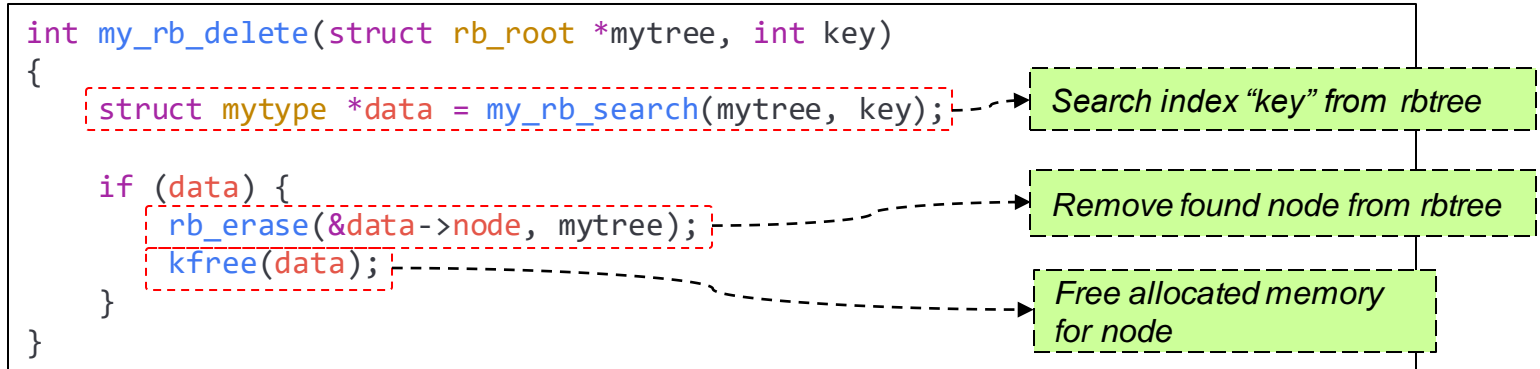 int my_rb_delete(struct rb_root *mytree, int key)
{
struct mytype *data = my_rb_search(mytree, key);
Search index “key” from rbtree
if (data) {
rb_erase(&data->node, mytree);
Remove found node from rbtree
kfree(data);
Free allocated memory
for node
}
}